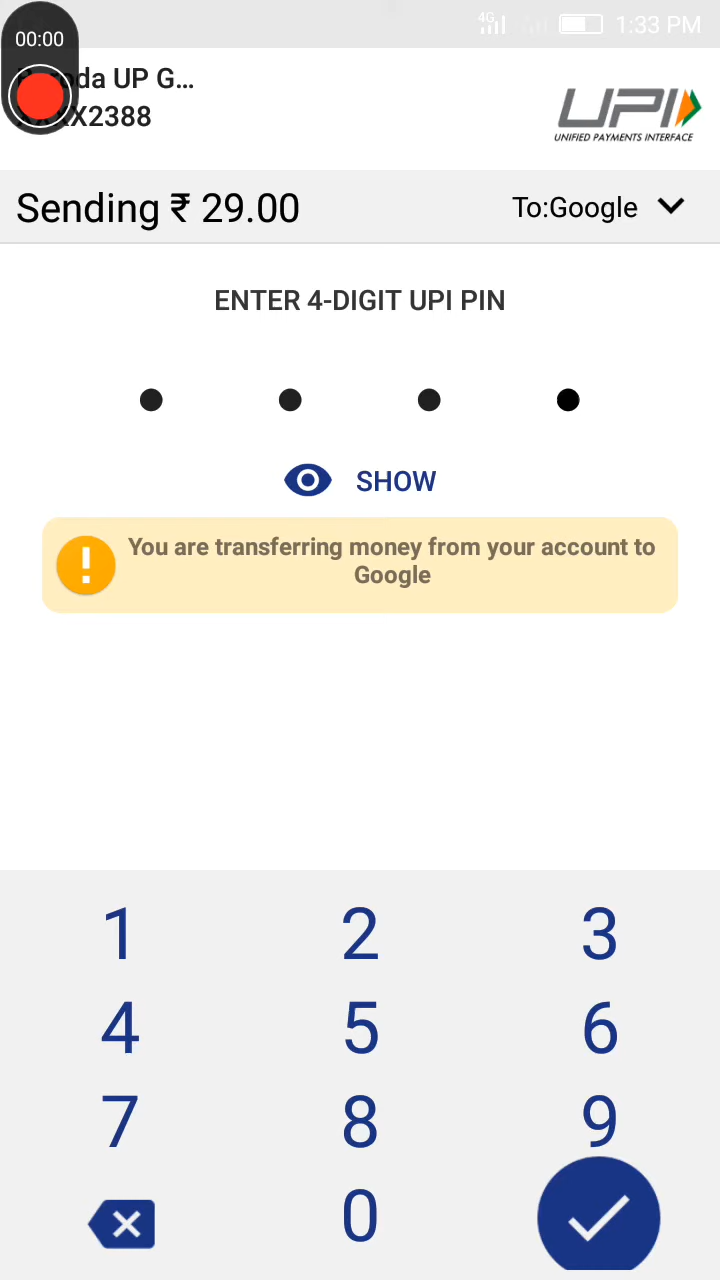 4G
1:33 PM
00:00
UP G...
X2388
UPI
UNIFIED PAYMENTS INTERFACE
Sending ₹ 29.00
To:Google
ENTER 4-DIGIT UPI PIN
SHOW
You are transferring money from your account to
Google
1 2 3
4 5 6
7 8 9
0